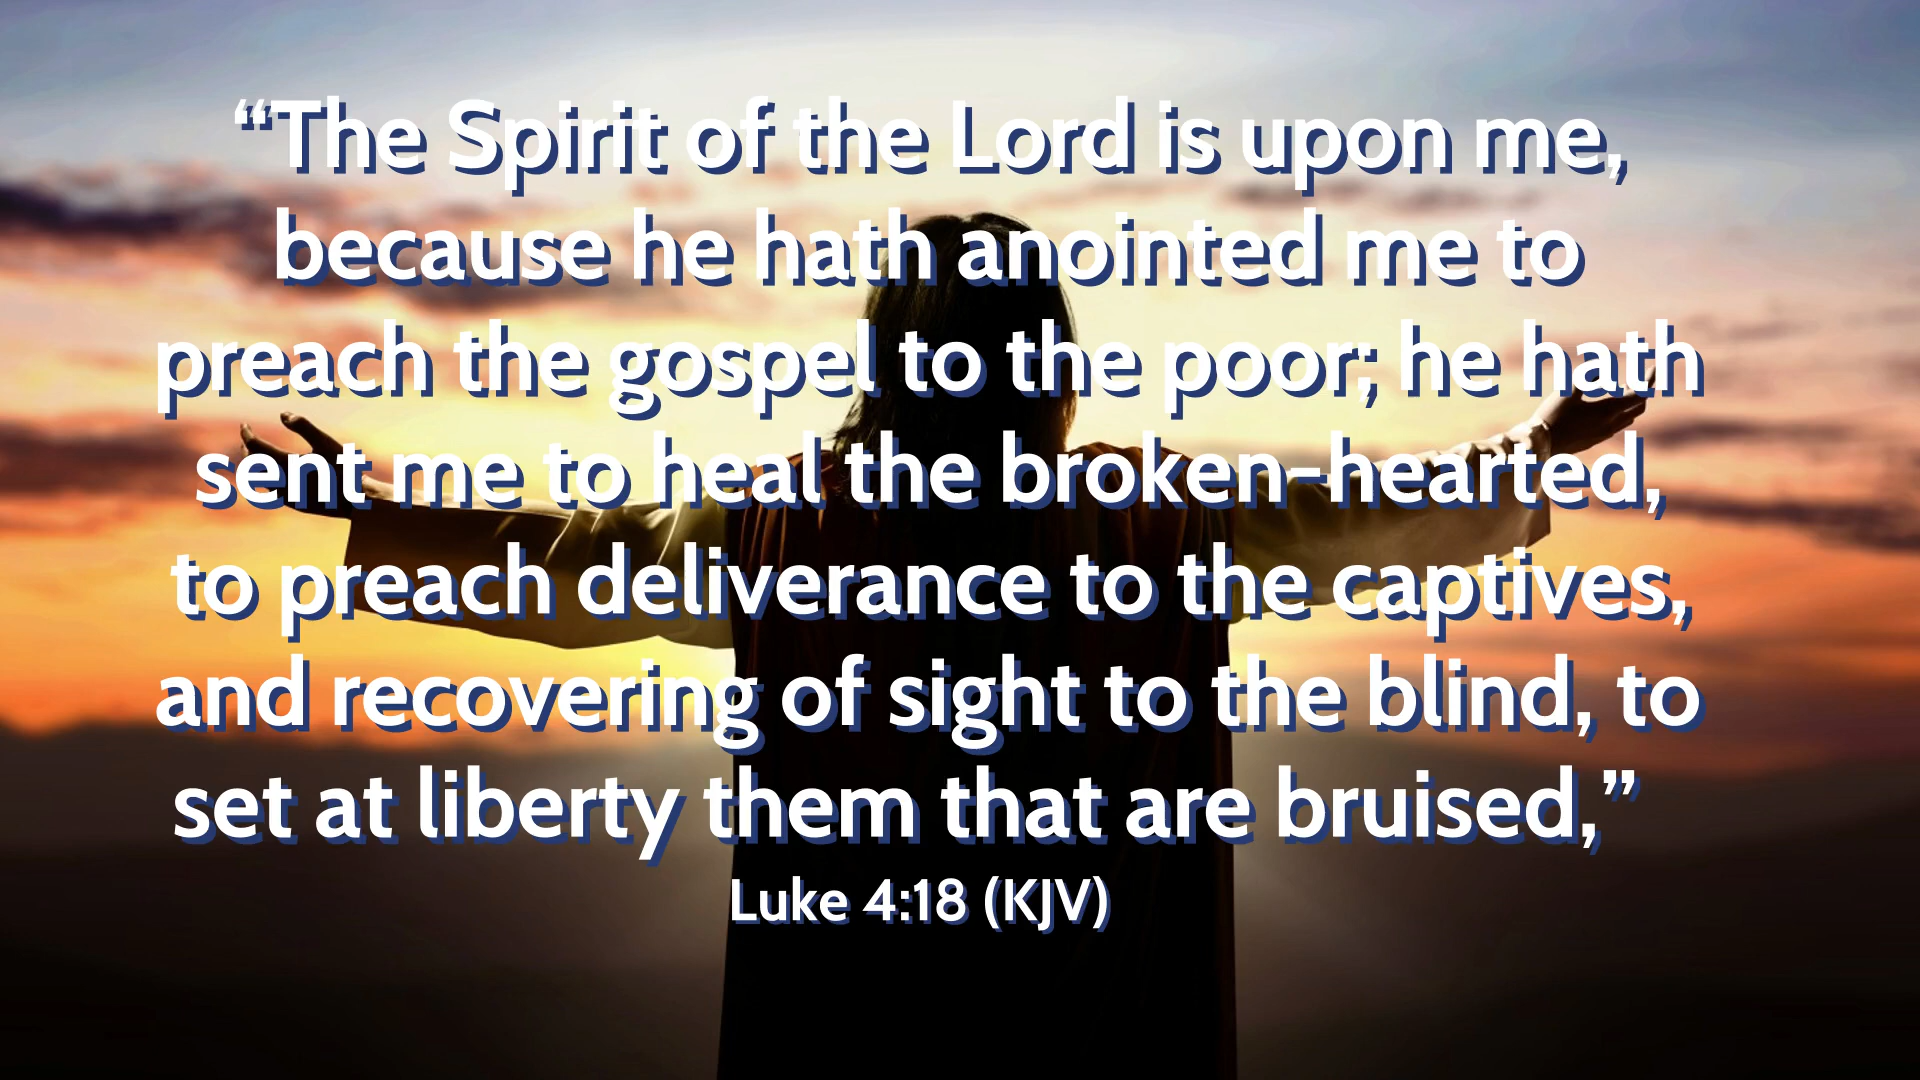 “The Spirit of the Lord is upon me,
because he hath anointed me to
preach the gospel to the poor; he hath
sent me to heal the broken-hearted,
to preach deliverance to the captives,
and recovering of sight to the blind, to
set at liberty them that are bruised,”
Luke 4:18 (KJV)